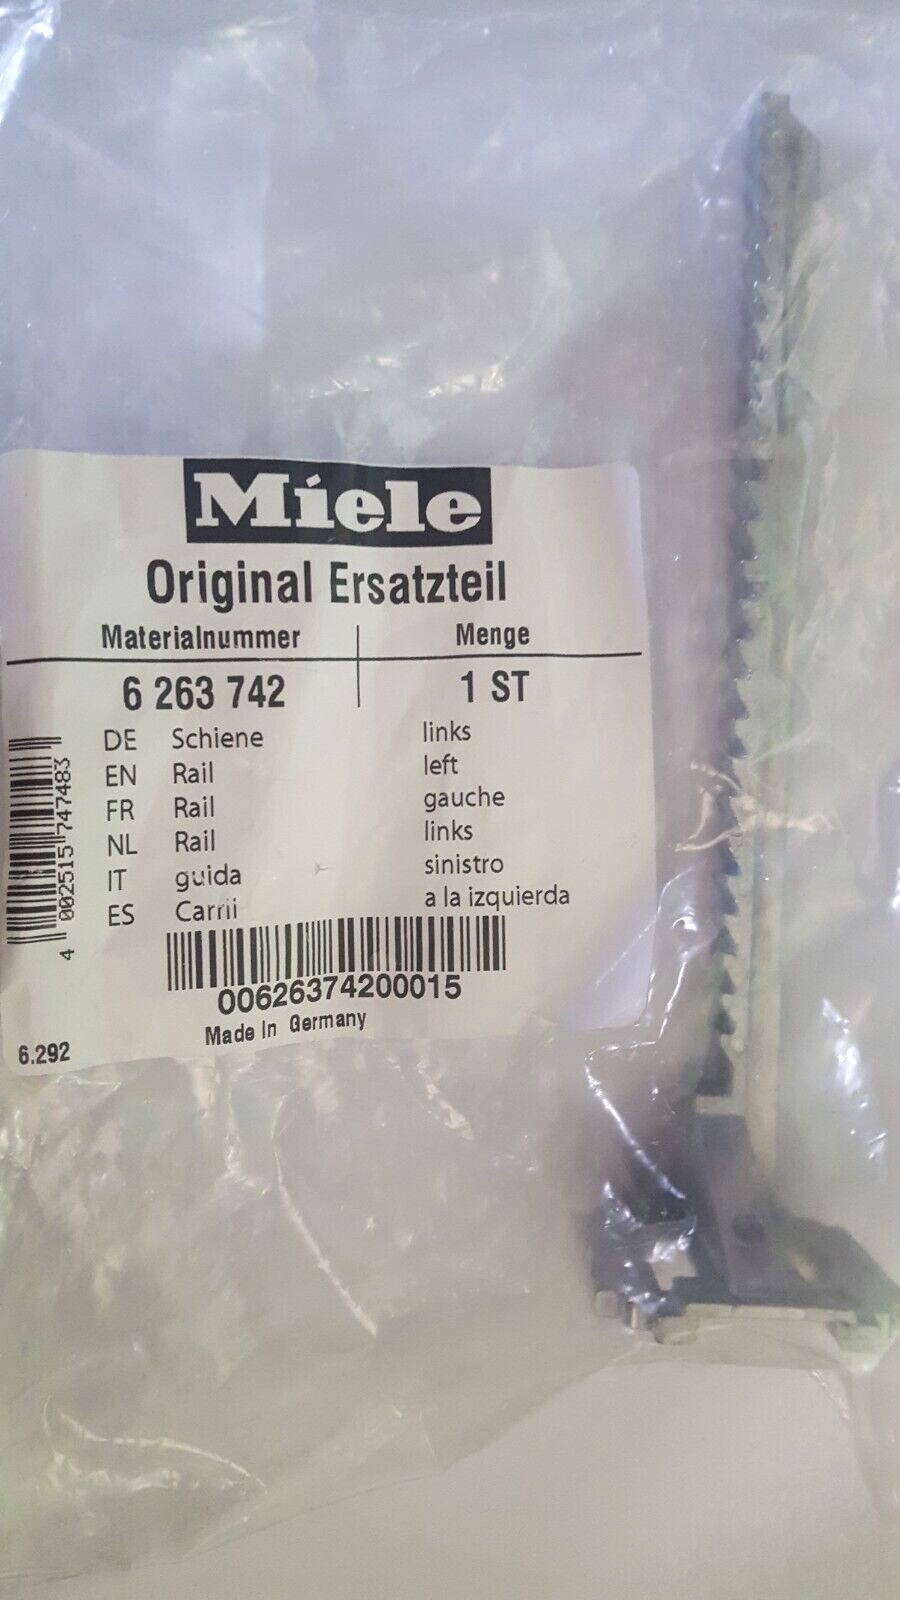 Miele
Original Ersatzteil
Materialnummer Menge
6 263 742 1 ST
DE Schiene links
EN Rail left
FR Rail gauche
NL Rail links
IT guida sinistro
ES Carrii a la izquierda
4 002515 747483
00626374200015
Made In Germany
6.292